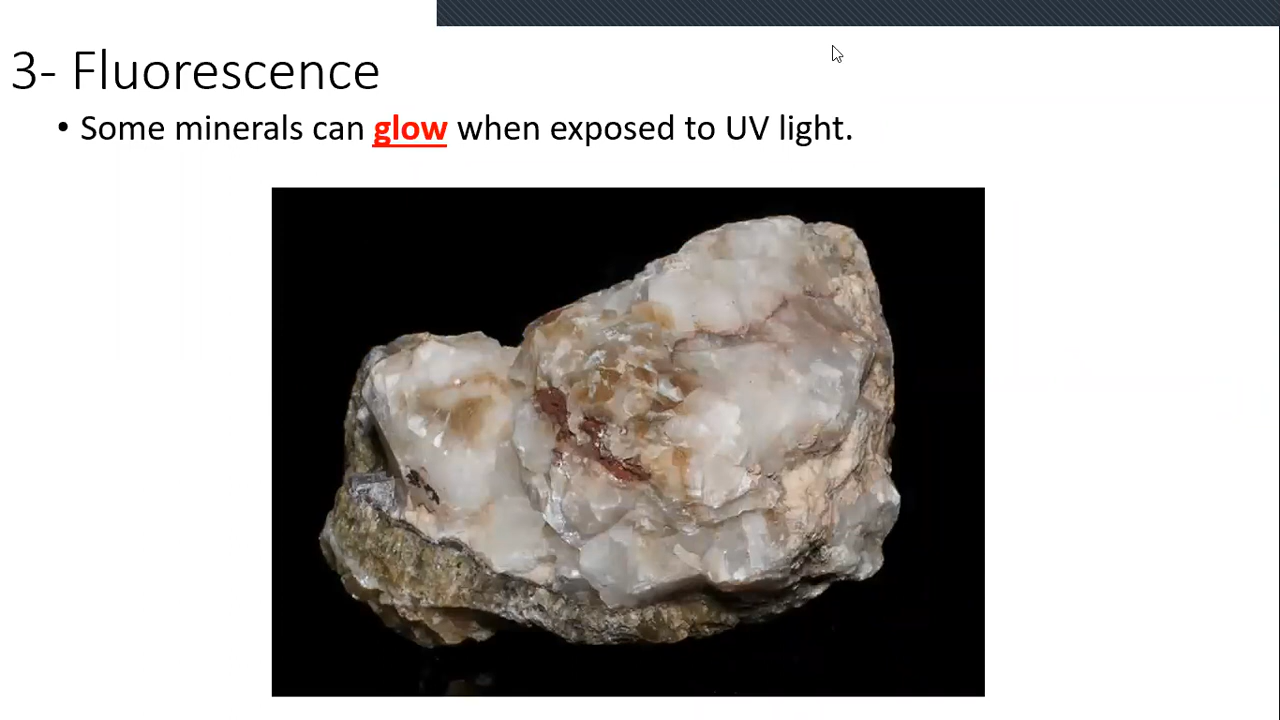 3- Fluorescence
• Some minerals can glow when exposed to UV light.